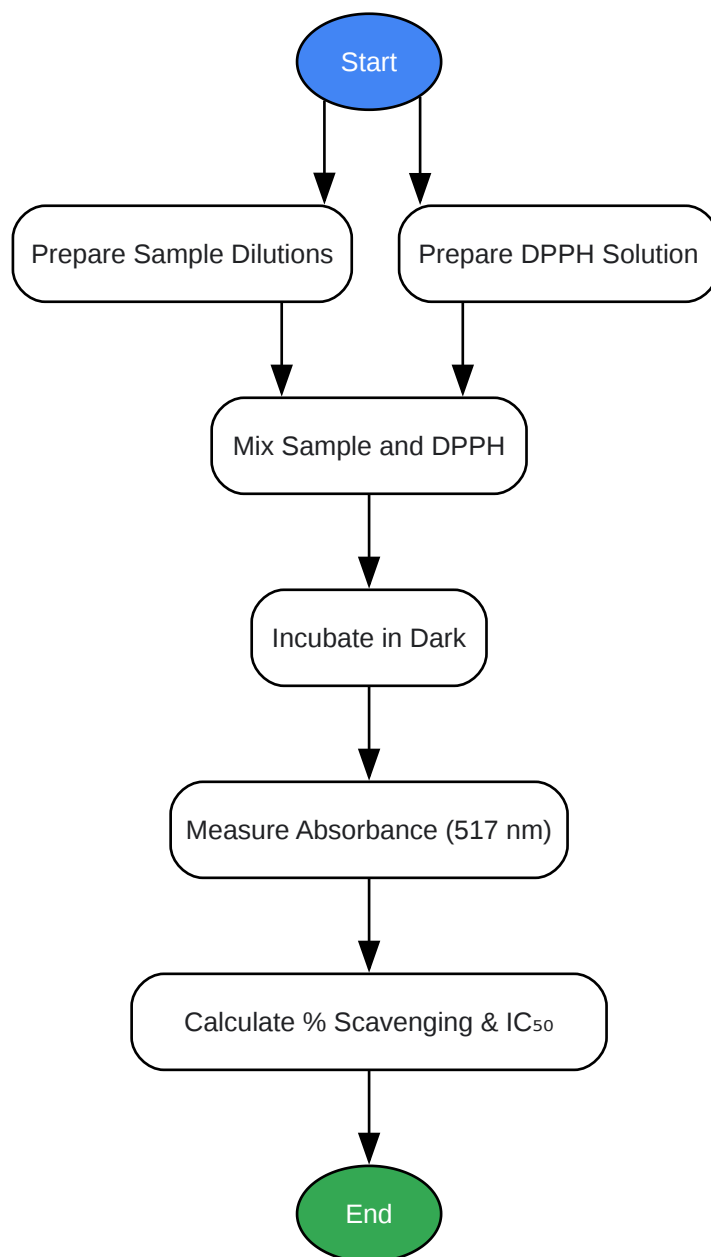 Start
Prepare Sample Dilutions
Prepare DPPH Solution
Mix Sample and DPPH
Incubate in Dark
Measure Absorbance (517 nm)
Calculate % Scavenging & IC₅₀
End